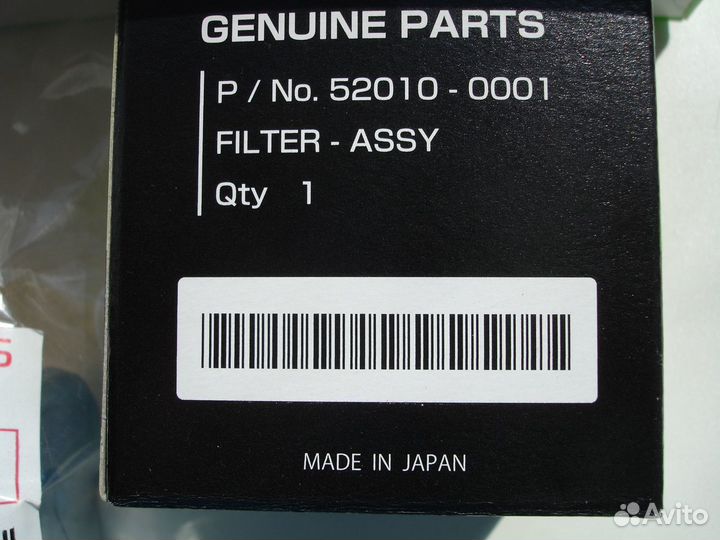 GENUINE PARTS
P / No. 52010 - 0001
FILTER - ASSY
Qty 1
MADE IN JAPAN
S
Avito